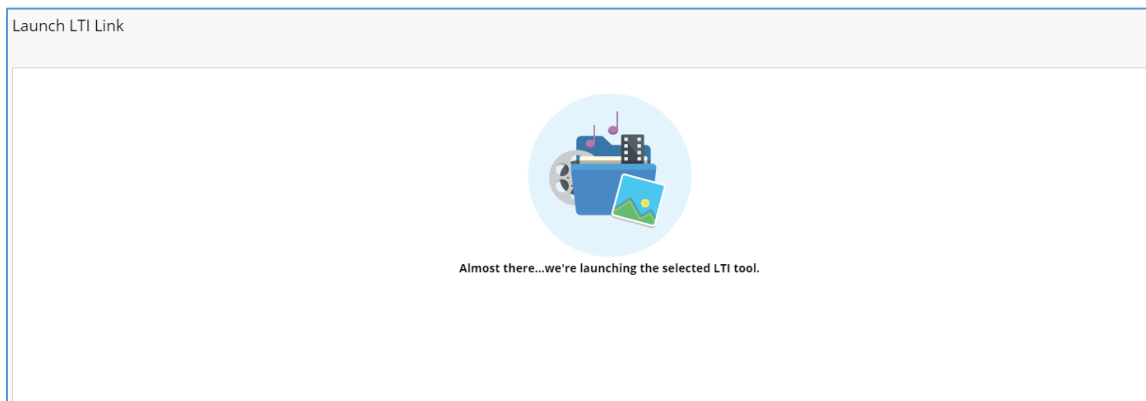 Launch LTI Link
Almost there...we're launching the selected LTI tool.